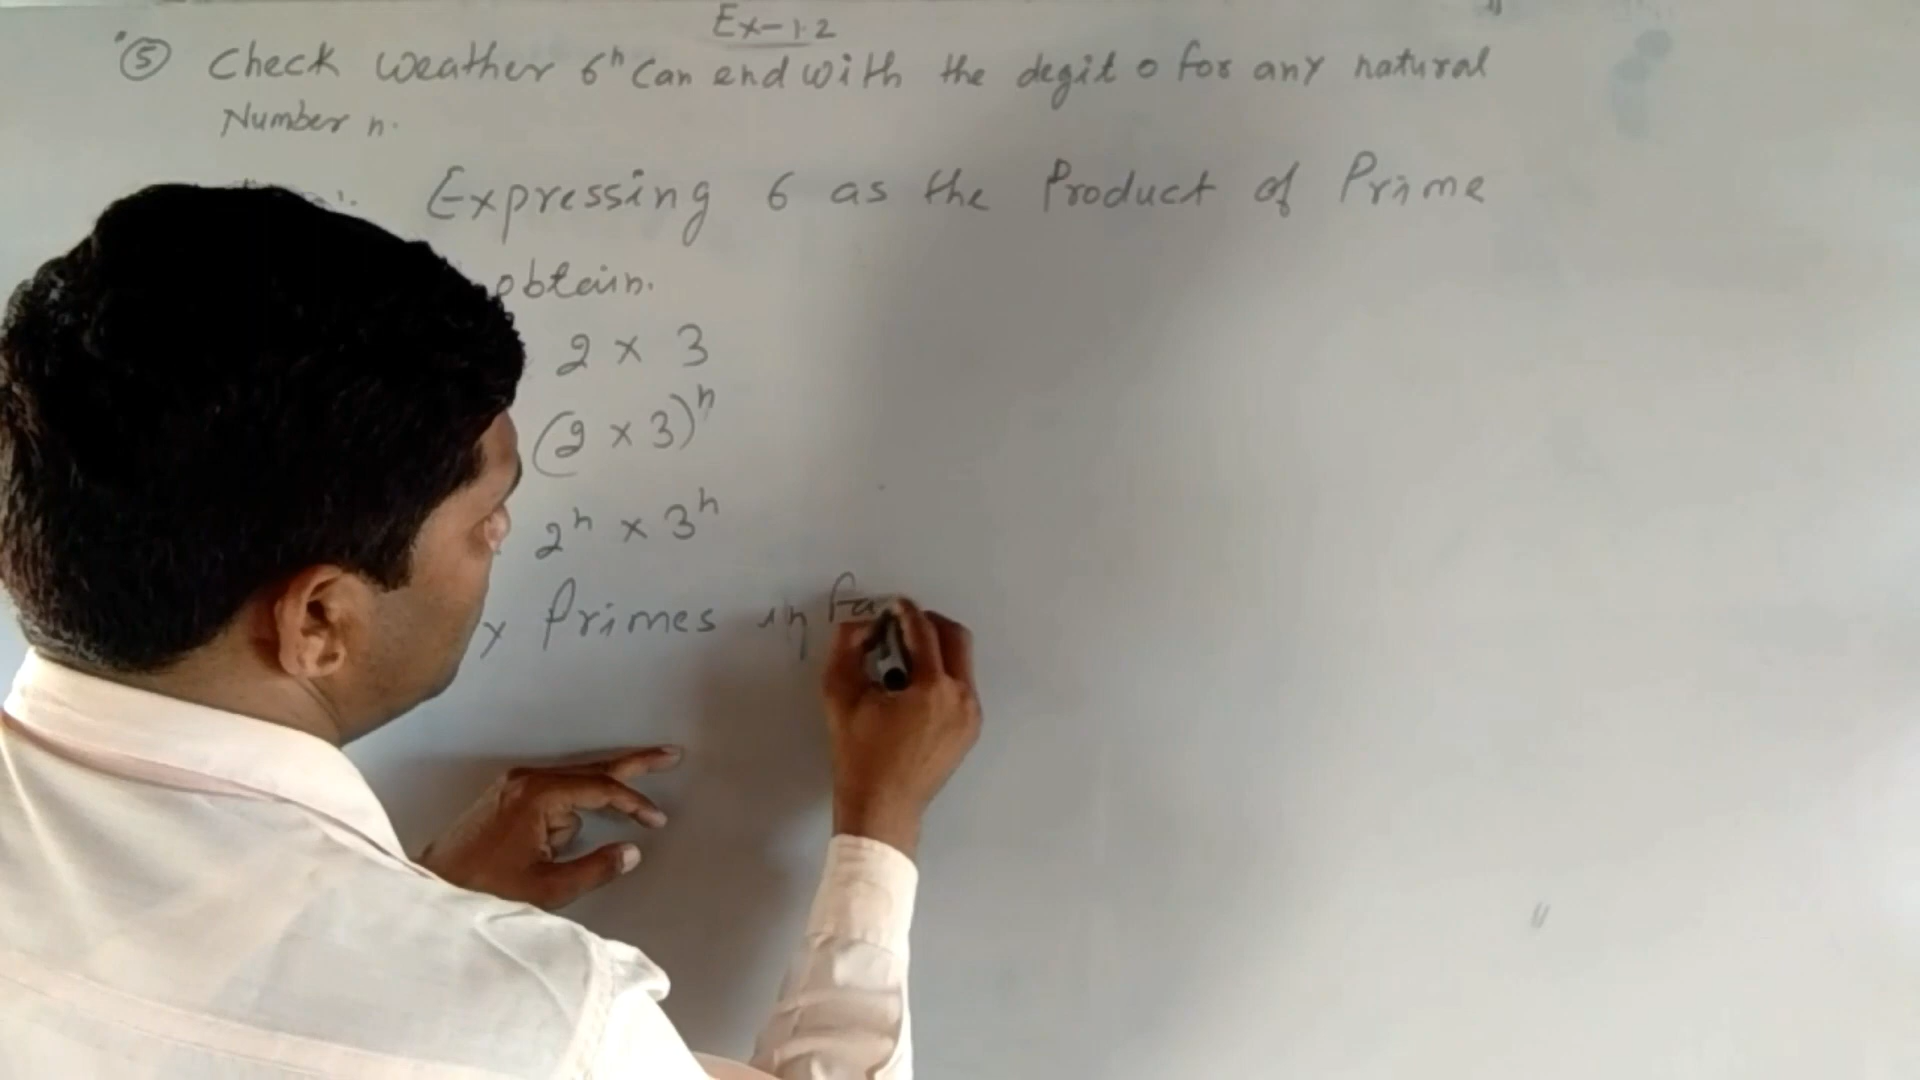 Ex-1.2
⑤ Check weather 6ⁿ Can end with the degit 0 for any natural
Number n.
Expressing 6 as the Product of Prime
obtain.
2 × 3
(2 × 3)ⁿ
2ⁿ × 3ⁿ
y Primes in fa